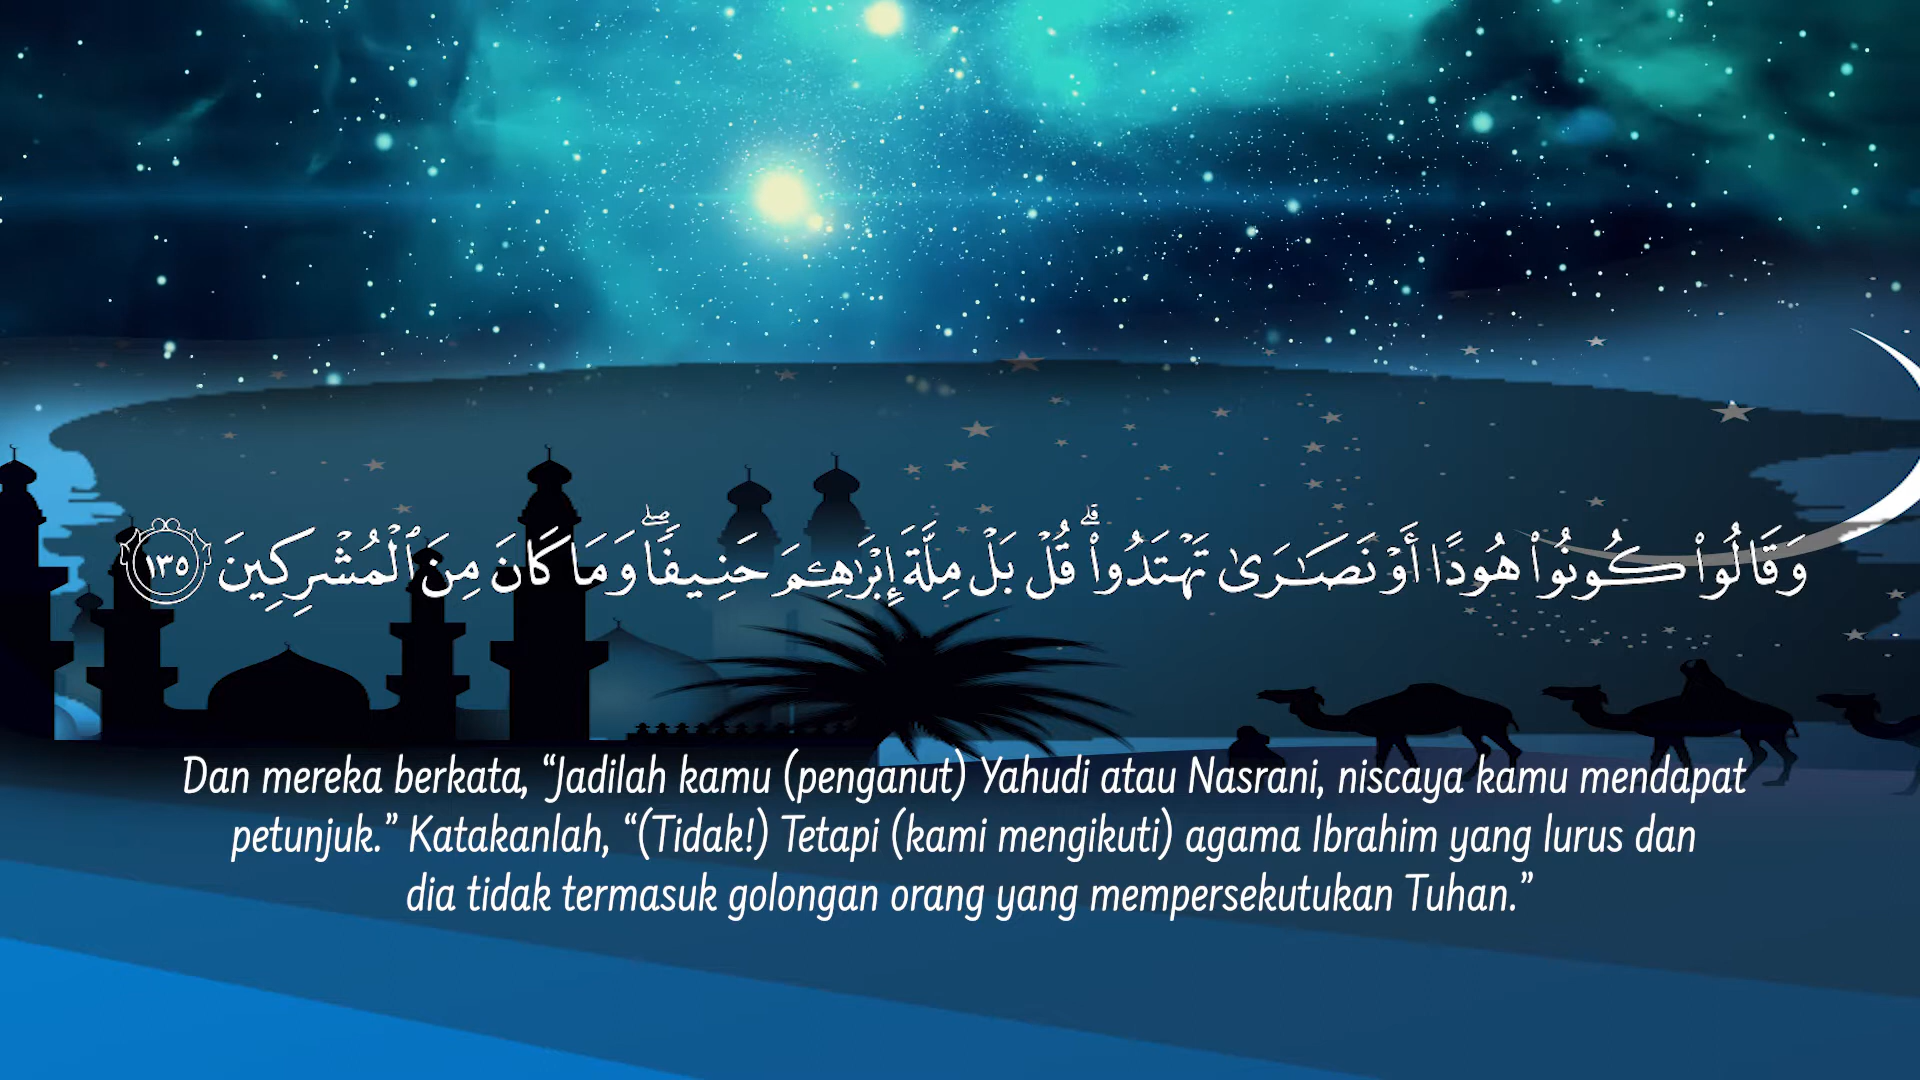 وَقَالُوا۟ كُونُوا۟ هُودًا أَوْ نَصَـٰرَىٰ تَهْتَدُوا۟ ۗ قُلْ بَلْ مِلَّةَ إِبْرَٰهِـۧمَ حَنِيفًا ۖ وَمَا كَانَ مِنَ ٱلْمُشْرِكِينَ ١٣٥
Dan mereka berkata, “Jadilah kamu (penganut) Yahudi atau Nasrani, niscaya kamu mendapat
petunjuk.” Katakanlah, “(Tidak!) Tetapi (kami mengikuti) agama Ibrahim yang lurus dan
dia tidak termasuk golongan orang yang mempersekutukan Tuhan.”